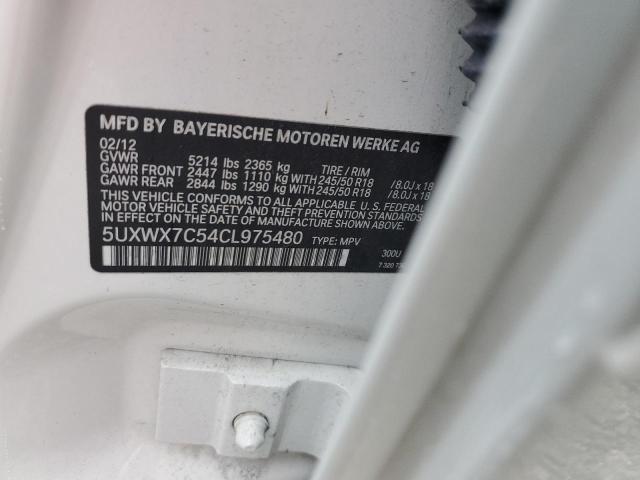 MFD BY BAYERISCHE MOTOREN WERKE AG
02/12
GVWR 5214 lbs 2365 kg TIRE / RIM
GAWR FRONT 2447 lbs 1110 kg WITH 245/50 R18 / 8.0J x 18
GAWR REAR 2844 lbs 1290 kg WITH 245/50 R18 / 8.0J x 18
THIS VEHICLE CONFORMS TO ALL APPLICABLE U.S. FEDERAL
MOTOR VEHICLE SAFETY AND THEFT PREVENTION
IN EFFECT ON THE DATE OF MANUFACTURE SHOWN ABOVE.
5UXWX7C54CL975480 TYPE: MPV
300U
7 320